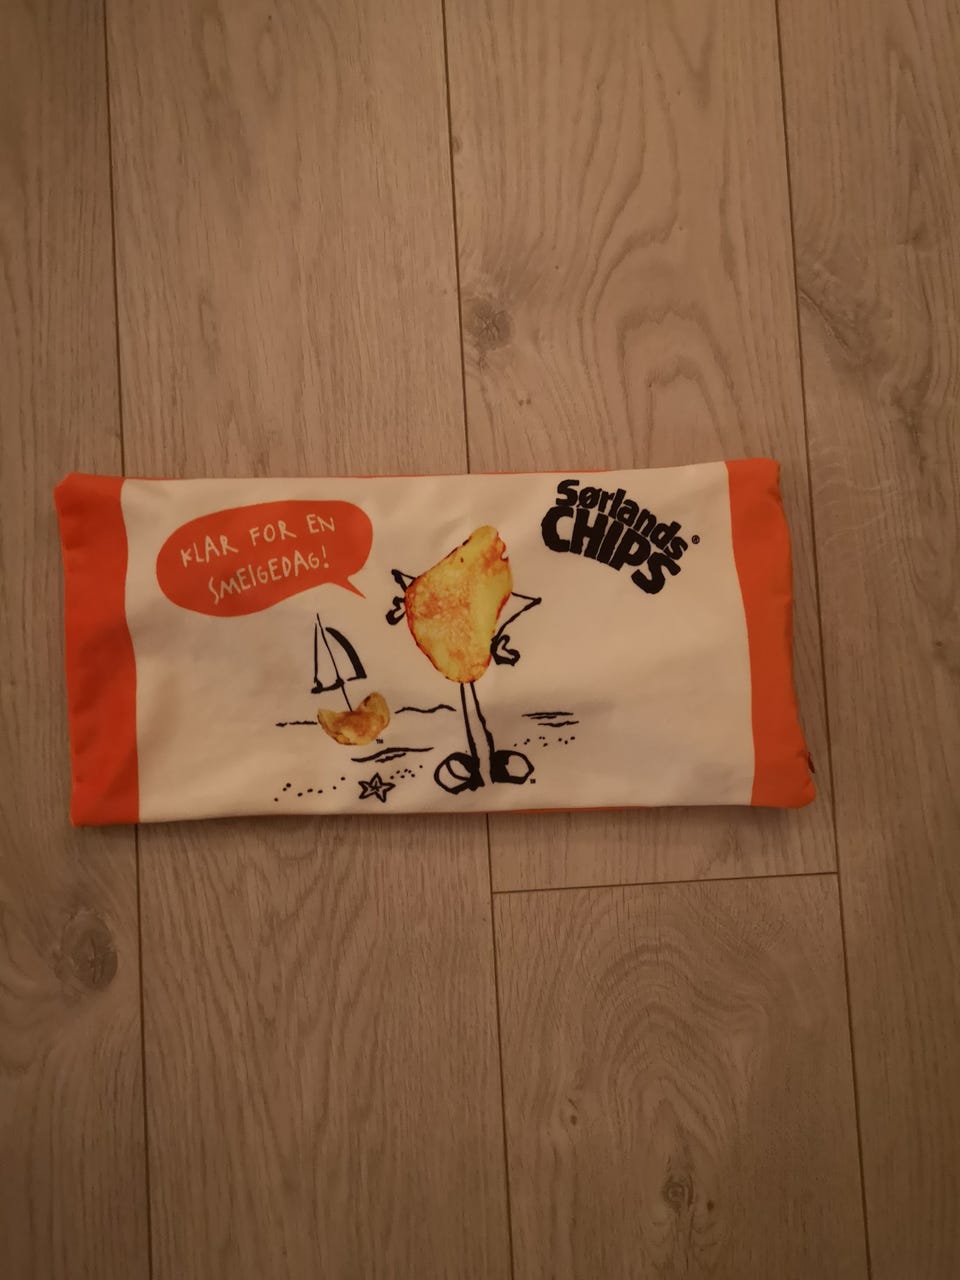 KLAR FOR EN
SMEIGEDAG!
Sørlands
CHIPS®